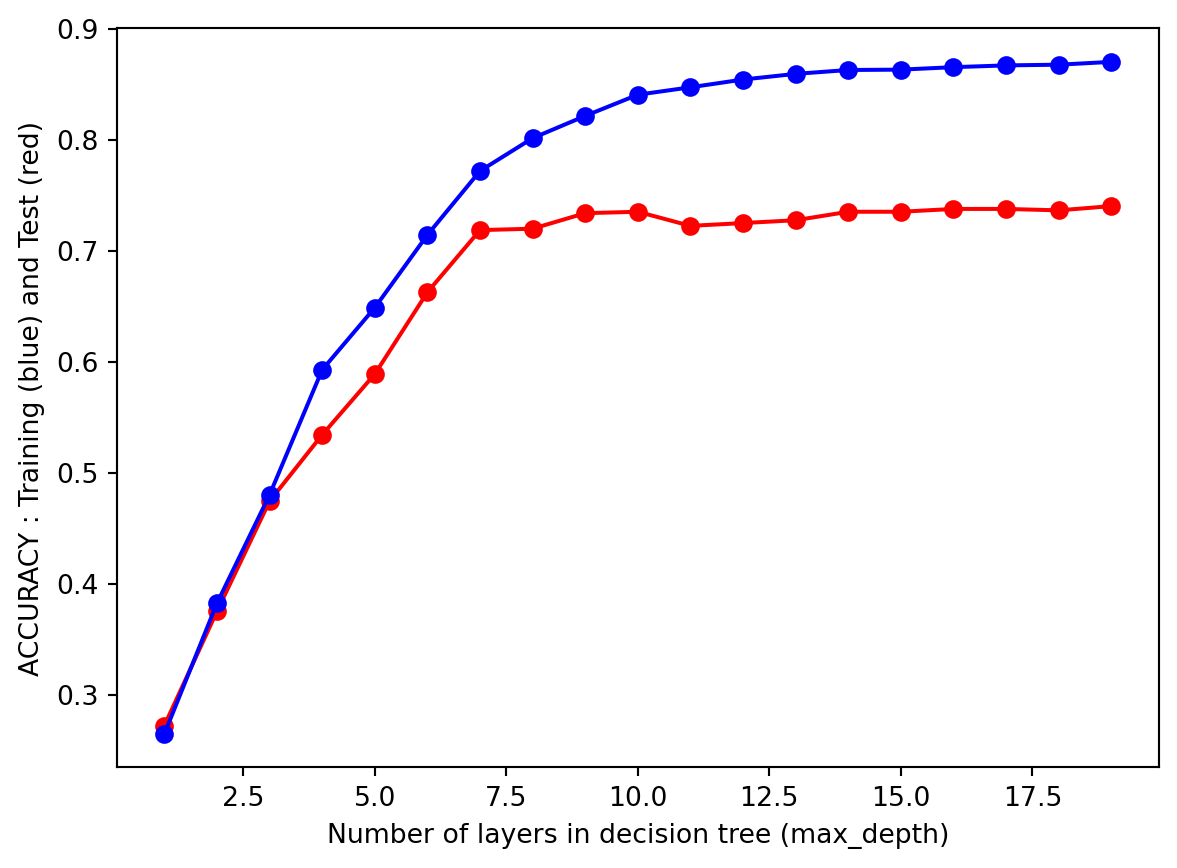 ACCURACY : Training (blue) and Test (red)
0.9
0.8
0.7
0.6
0.5
0.4
0.3
2.5 5.0 7.5 10.0 12.5 15.0 17.5
Number of layers in decision tree (max_depth)